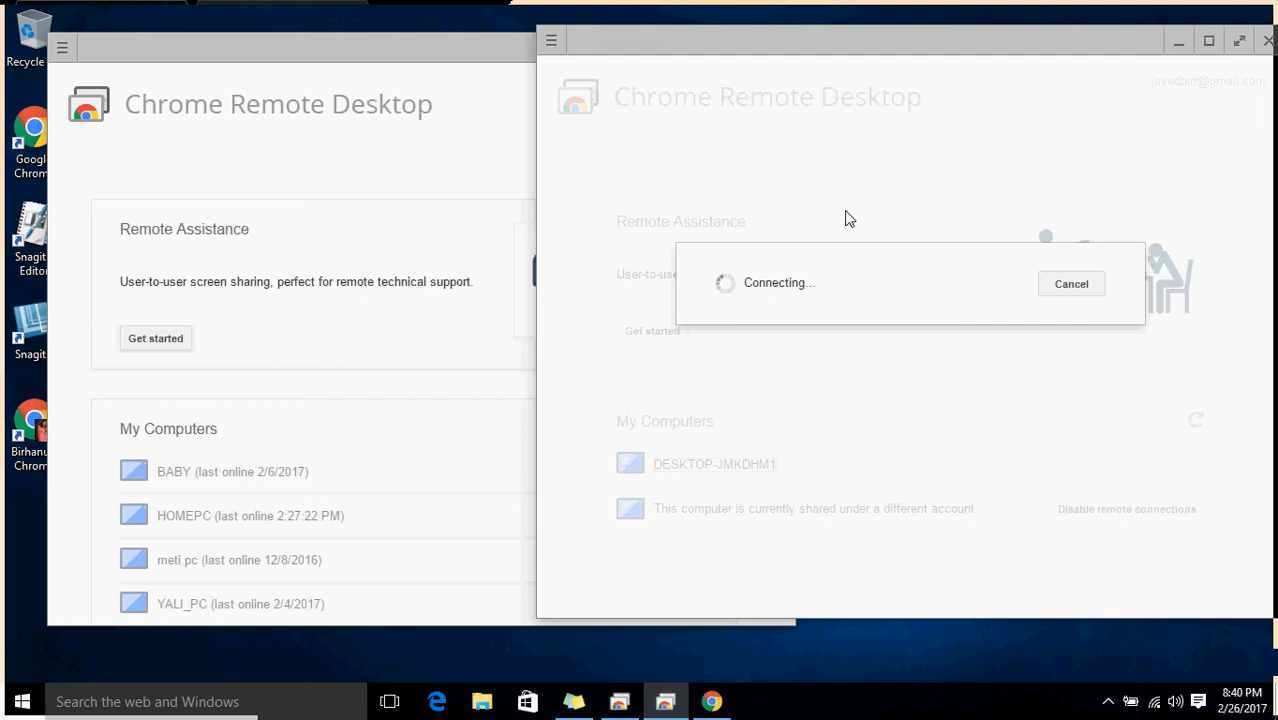 Recycle
Google
Chrom
Snagit
Editor
Snagit
Birhanu
Chrom
Chrome Remote Desktop
Remote Assistance
User-to-user screen sharing, perfect for remote technical support.
Get started
My Computers
BABY (last online 2/6/2017)
HOMEPC (last online 2:27:22 PM)
meti pc (last online 12/8/2016)
YALI_PC (last online 2/4/2017)
javedbirr@gmail.com
Chrome Remote Desktop
Remote Assistance
User-to-use
Connecting...
Cancel
Get started
My Computers
DESKTOP-JMKDHM1
This computer is currently shared under a different account.
Disable remote connections
Search the web and Windows
8:40 PM
2/26/2017